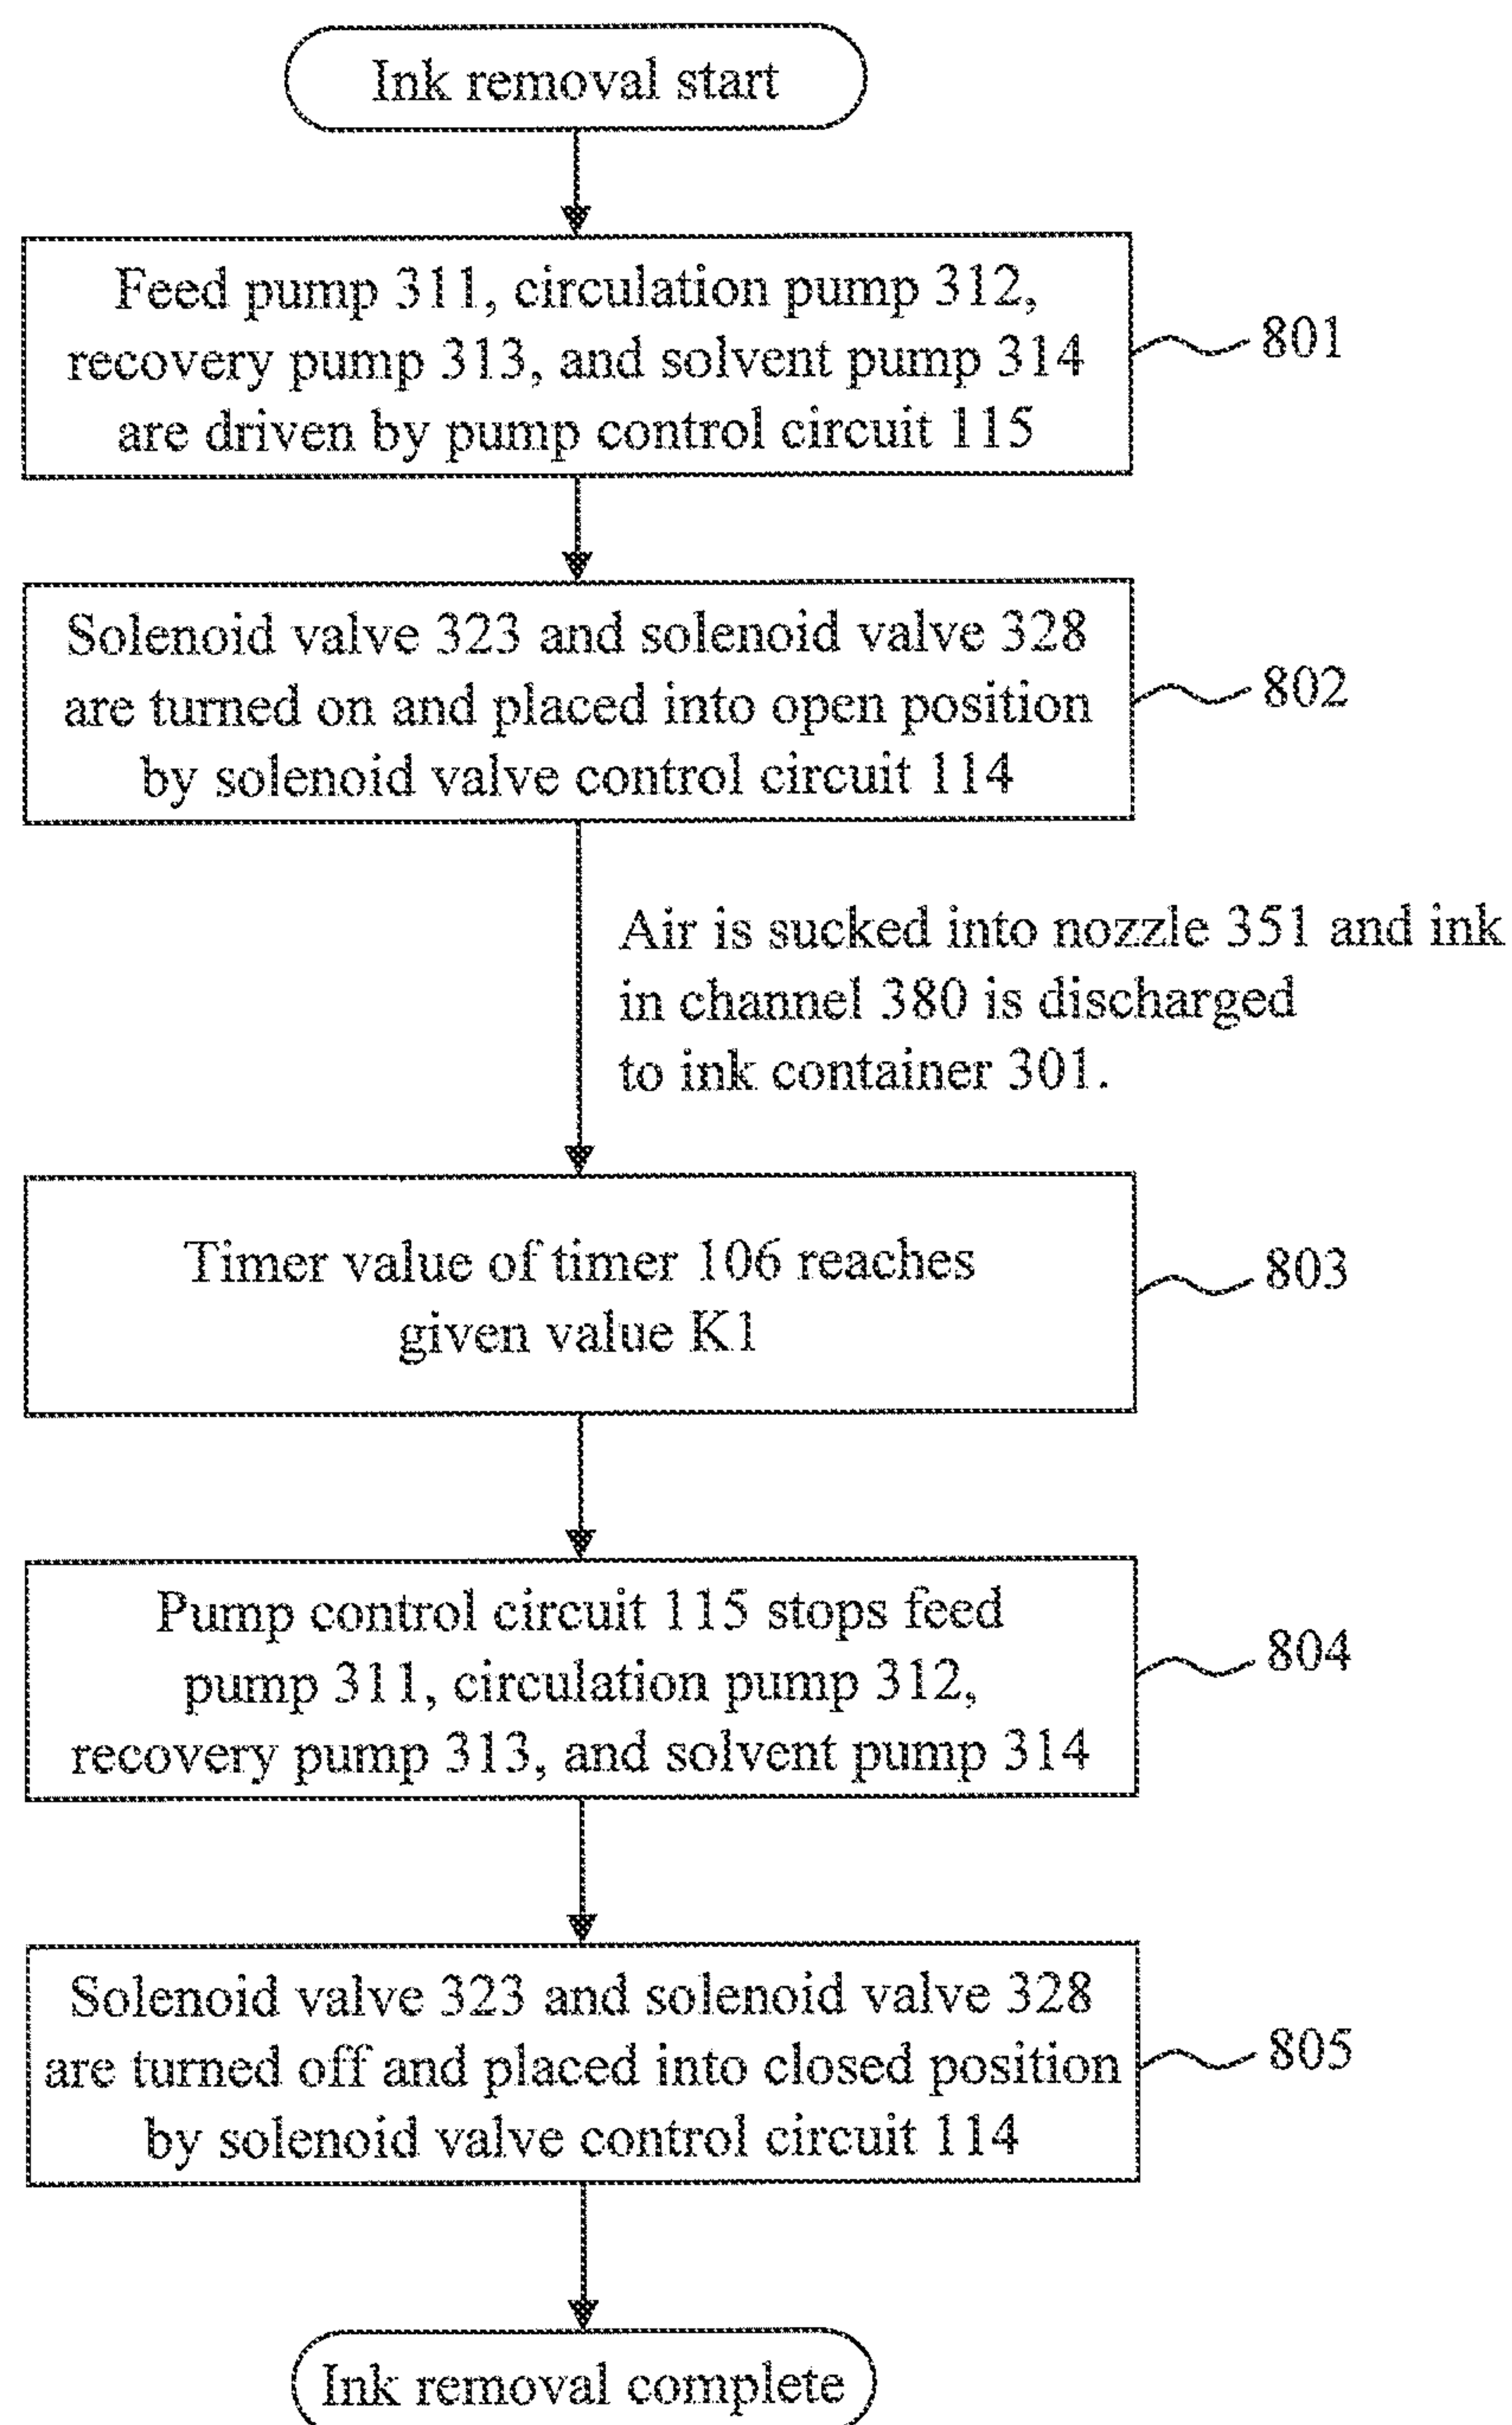 Ink removal start
Feed pump 311, circulation pump 312,
recovery pump 313, and solvent pump 314
are driven by pump control circuit 115
801
Solenoid valve 323 and solenoid valve 328
are turned on and placed into open position
by solenoid valve control circuit 114
802
Air is sucked into nozzle 351 and ink
in channel 380 is discharged
to ink container 301.
Timer value of timer 106 reaches
given value K1
803
Pump control circuit 115 stops feed
pump 311, circulation pump 312,
recovery pump 313, and solvent pump 314
804
Solenoid valve 323 and solenoid valve 328
are turned off and placed into closed position
by solenoid valve control circuit 114
805
Ink removal complete